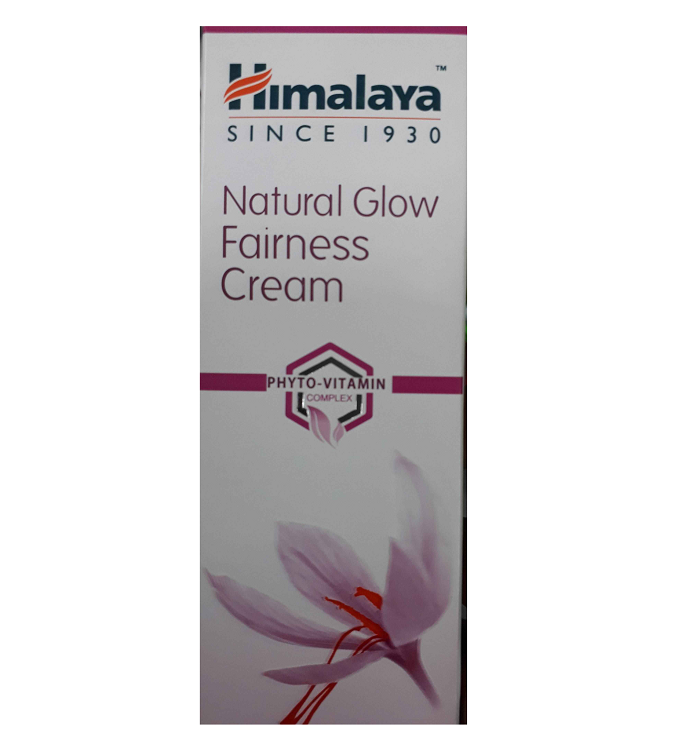 Himalaya™
SINCE 1930
Natural Glow
Fairness
Cream
PHYTO-VITAMIN
COMPLEX